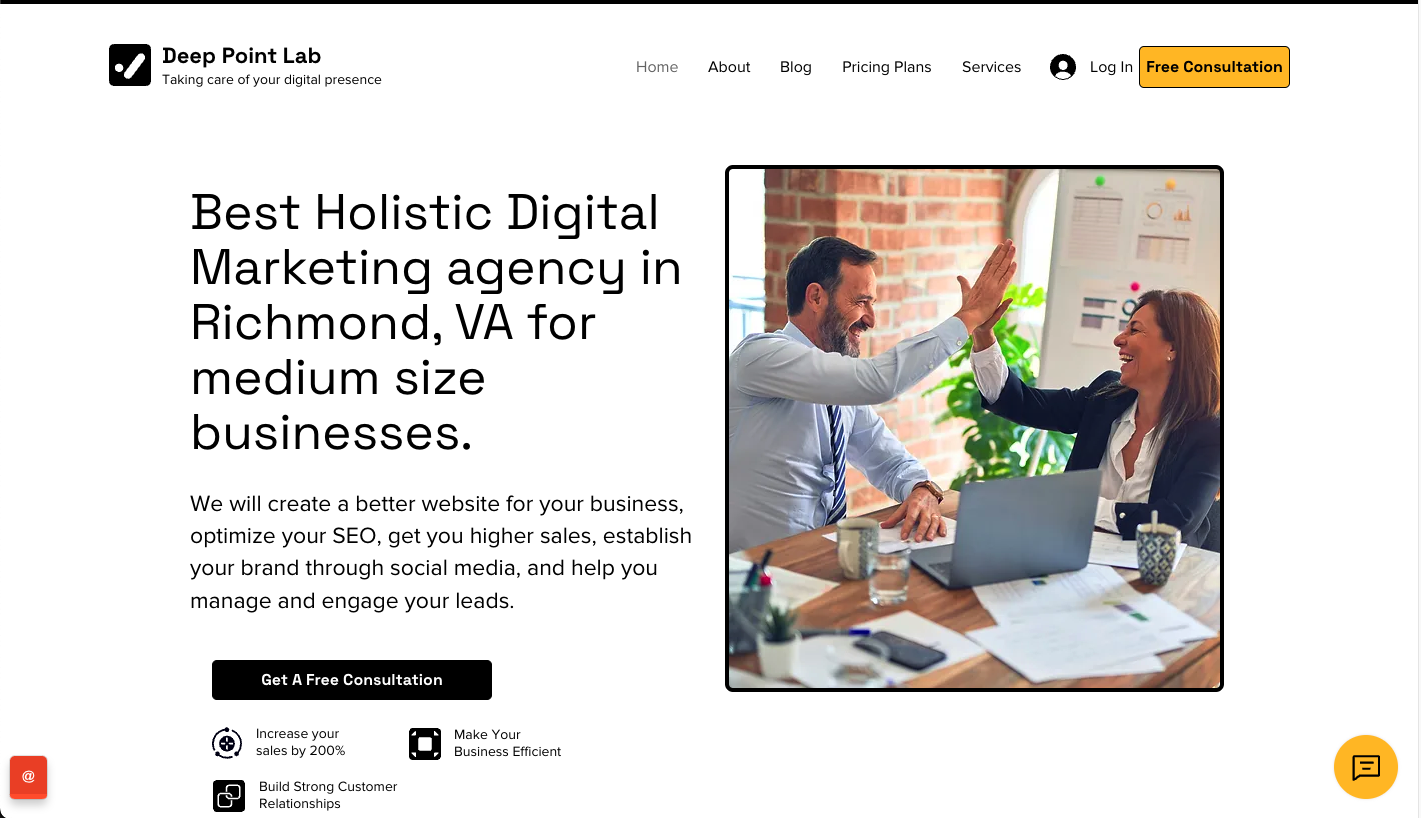 Deep Point Lab
Taking care of your digital presence
Home About Blog Pricing Plans Services Log In Free Consultation
Best Holistic Digital
Marketing agency in
Richmond, VA for
medium size
businesses.
We will create a better website for your business,
optimize your SEO, get you higher sales, establish
your brand through social media, and help you
manage and engage your leads.
Get A Free Consultation
Increase your
sales by 200%
Make Your
Business Efficient
Build Strong Customer
Relationships
@